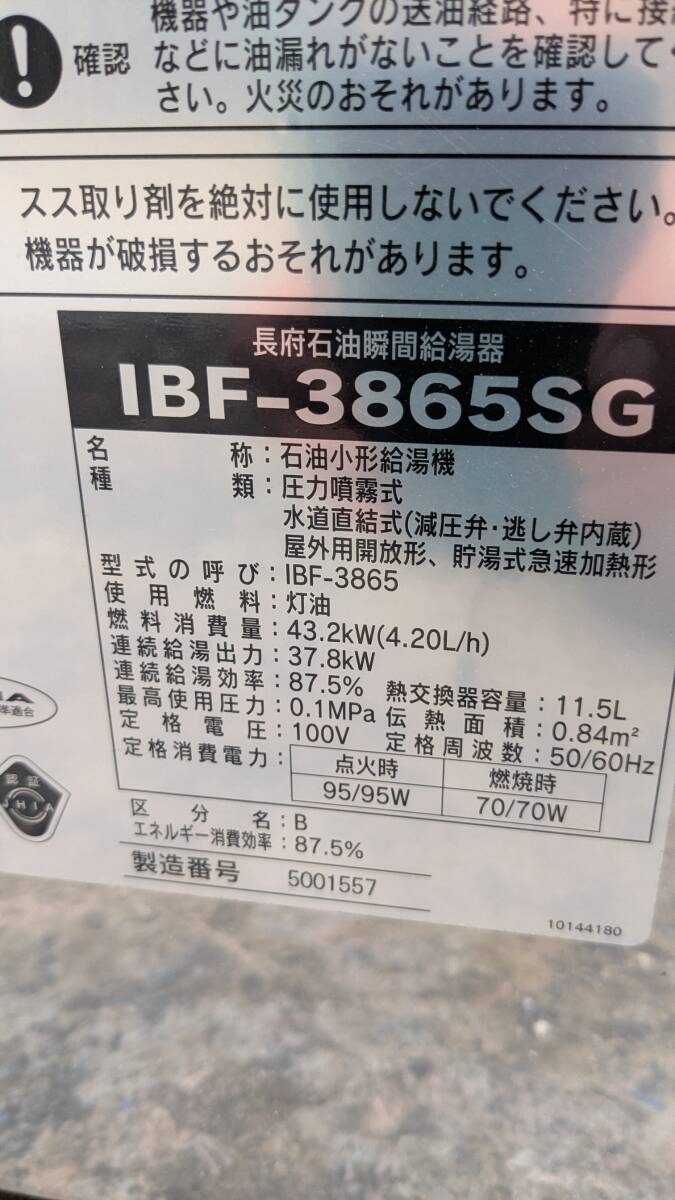 機器や油タンクの送油経路、特に接
確認 などに油漏れがないことを確認して
さい。火災のおそれがあります。
スス取り剤を絶対に使用しないでください。
機器が破損するおそれがあります。
長府石油瞬間給湯器
IBF-3865SG
名称：石油小形給湯機
種類：圧力噴霧式
水道直結式(減圧弁・逃し弁内蔵)
屋外用開放形、貯湯式急速加熱形
型式の呼び：IBF-3865
使用燃料：灯油
燃料消費量：43.2kW(4.20L/h)
連続給湯出力：37.8kW
連続給湯効率：87.5% 熱交換器容量：11.5L
最高使用圧力：0.1MPa 伝熱面積：0.84m²
定格電圧：100V 定格周波数：50/60Hz
定格消費電力： 点火時 燃焼時
95/95W 70/70W
区分名：B
エネルギー消費効率：87.5%
製造番号 5001557
10144180
準適合
認証
JHIA